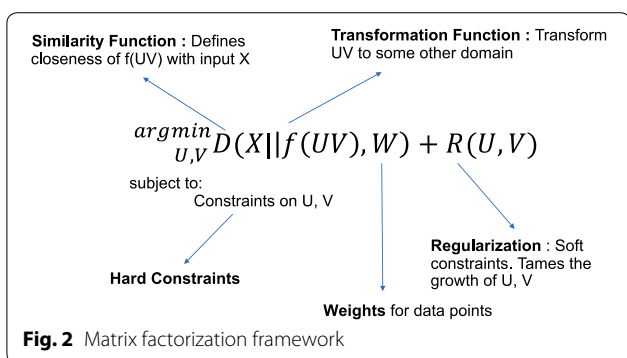 Similarity Function : Defines
closeness of f(UV) with input X
Transformation Function : Transform
UV to some other domain
argmin
U,V
D(X||f(UV),W) + R(U,V)
subject to:
Constraints on U, V
Hard Constraints
Regularization : Soft
constraints. Tames the
growth of U, V
Weights for data points
Fig. 2 Matrix factorization framework